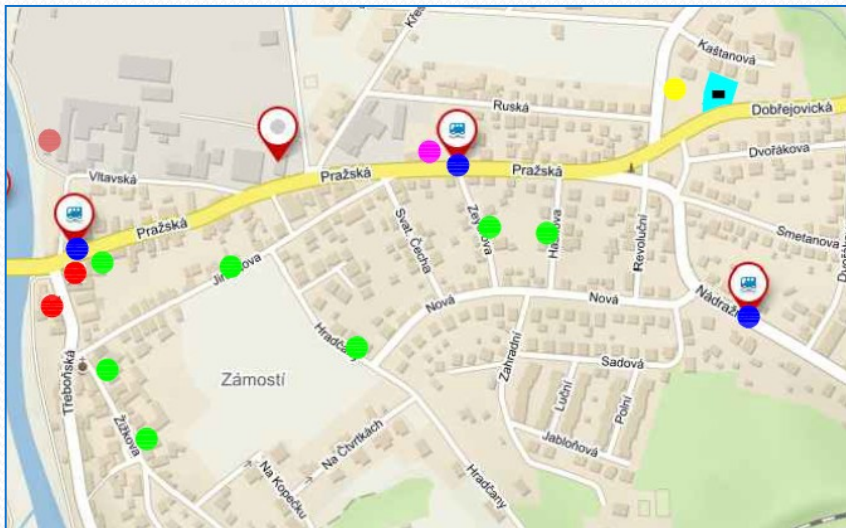 Kaštanová
Ruská
Dobřejovická
Dvořákova
Vltavská
Pražská
Pražská
Pražská
Svat. Čecha
Revoluční
Smetanova
Nová
Nová
Nádražní
Hradčany
Zahradní
Sadová
Zámostí
Třeboňská
Luční
Polní
Žižkova
Na Čtvrtkách
Jabloňová
Na Kopečku
Hradčany